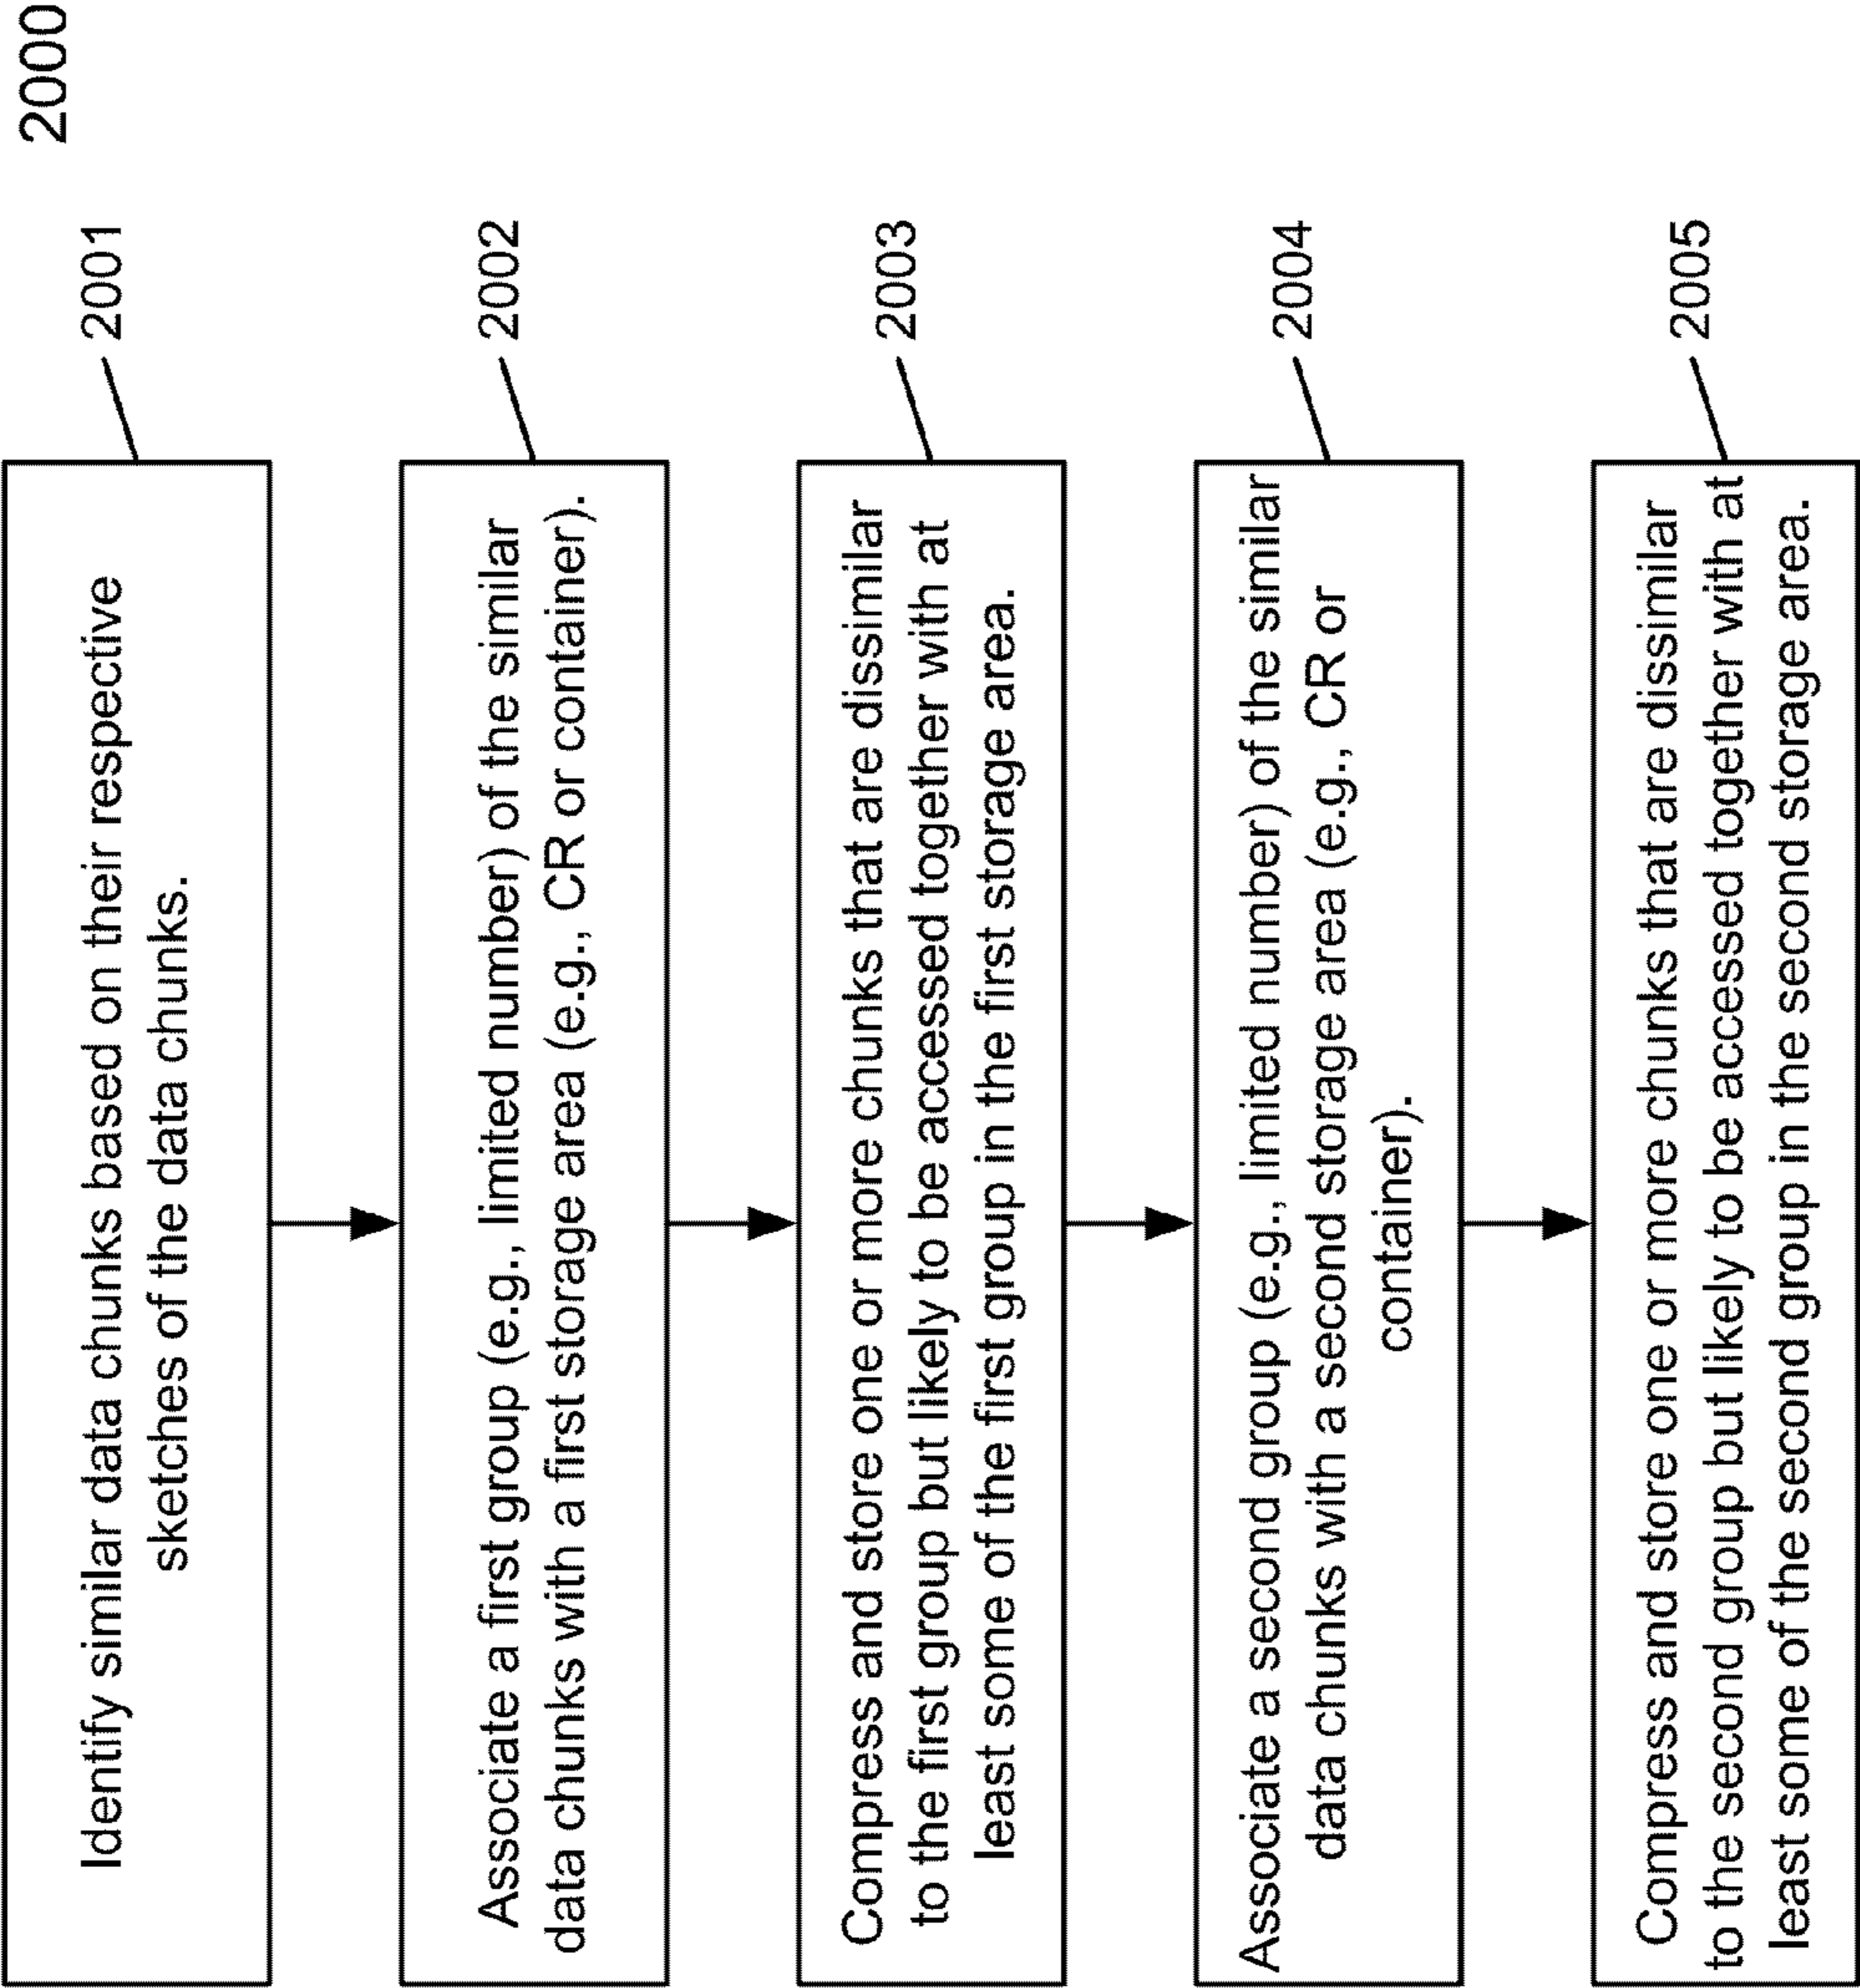 2000
Identify similar data chunks based on their respective
sketches of the data chunks.
2001
Associate a first group (e.g., limited number) of the similar
data chunks with a first storage area (e.g., CR or container).
2002
Compress and store one or more chunks that are dissimilar
to the first group but likely to be accessed together with at
least some of the first group in the first storage area.
2003
Associate a second group (e.g., limited number) of the similar
data chunks with a second storage area (e.g., CR or
container).
2004
Compress and store one or more chunks that are dissimilar
to the second group but likely to be accessed together with at
least some of the second group in the second storage area.
2005